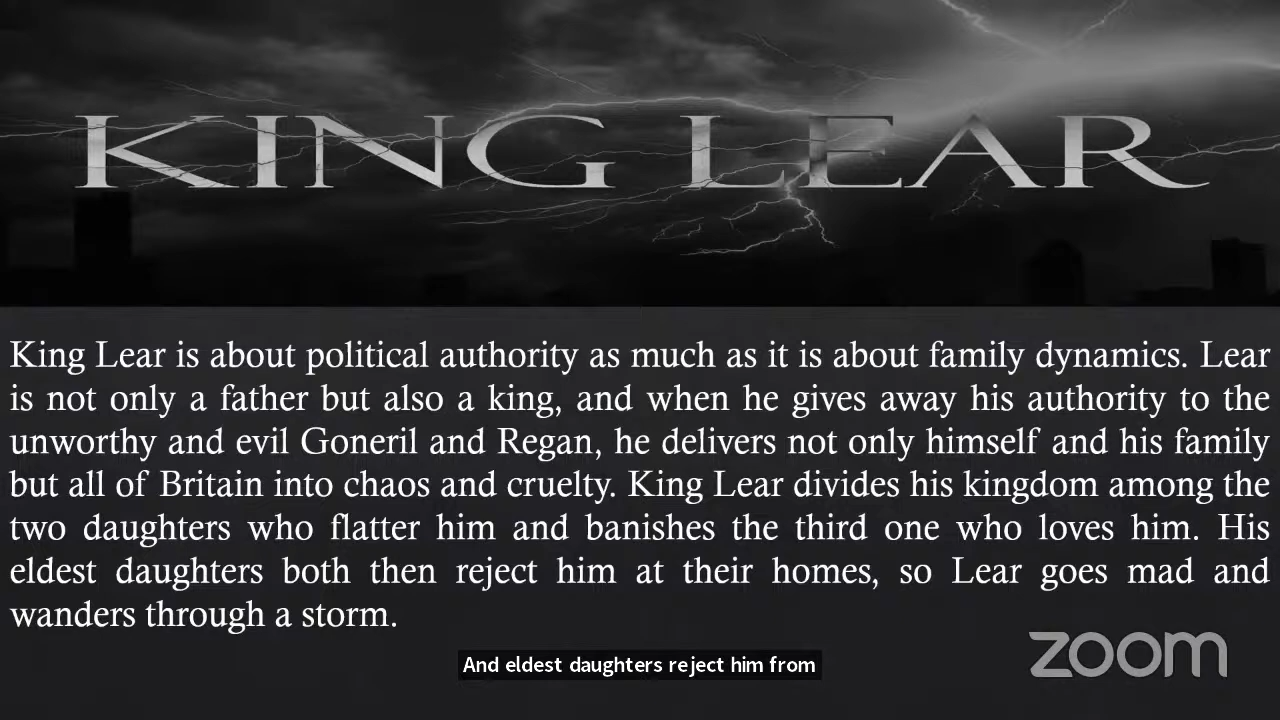 KING LEAR
King Lear is about political authority as much as it is about family dynamics. Lear
is not only a father but also a king, and when he gives away his authority to the
unworthy and evil Goneril and Regan, he delivers not only himself and his family
but all of Britain into chaos and cruelty. King Lear divides his kingdom among the
two daughters who flatter him and banishes the third one who loves him. His
eldest daughters both then reject him at their homes, so Lear goes mad and
wanders through a storm.
zoom
And eldest daughters reject him from